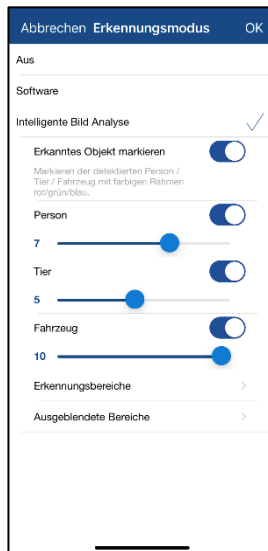 Abbrechen Erkennungsmodus OK
Aus
Software
Intelligente Bild Analyse
Erkanntes Objekt markieren
Markieren der detektierten Person /
Tier / Fahrzeug mit farbigen Rahmen
rot/grün/blau.
Person
7
Tier
5
Fahrzeug
10
Erkennungsbereiche
Ausgeblendete Bereiche